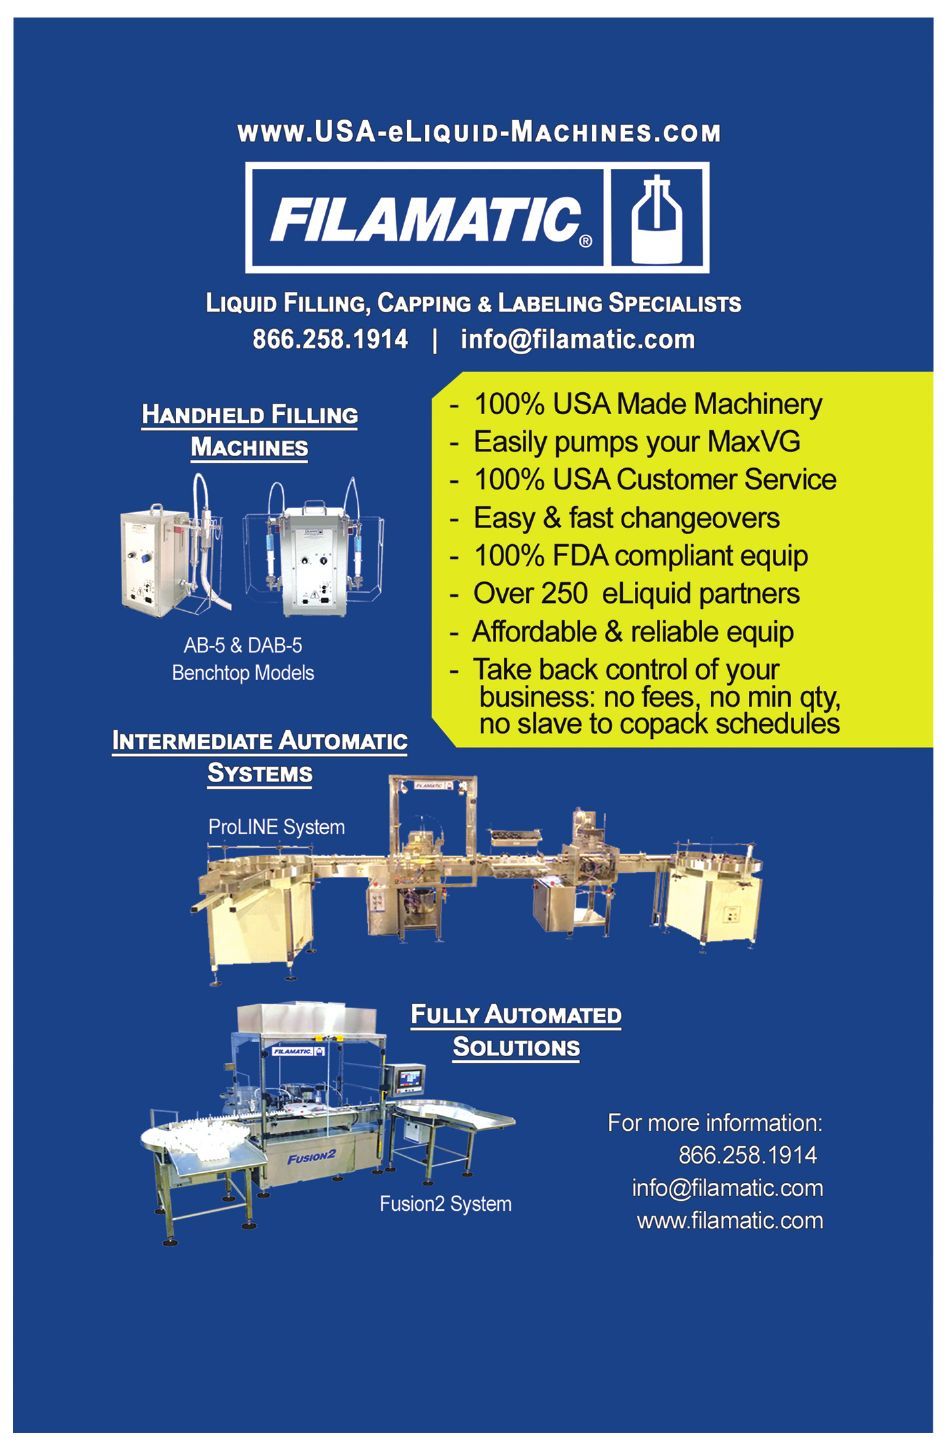 www.USA-eLiquid-Machines.com
FILAMATIC®
Liquid Filling, Capping & Labeling Specialists
866.258.1914 | info@filamatic.com
Handheld Filling
Machines
AB-5 & DAB-5
Benchtop Models
- 100% USA Made Machinery
- Easily pumps your MaxVG
- 100% USA Customer Service
- Easy & fast changeovers
- 100% FDA compliant equip
- Over 250 eLiquid partners
- Affordable & reliable equip
- Take back control of your
business: no fees, no min qty,
no slave to copack schedules
Intermediate Automatic
Systems
ProLINE System
FILAMATIC
Fully Automated
Solutions
FILAMATIC
Fusion2
Fusion2 System
For more information:
866.258.1914
info@filamatic.com
www.filamatic.com